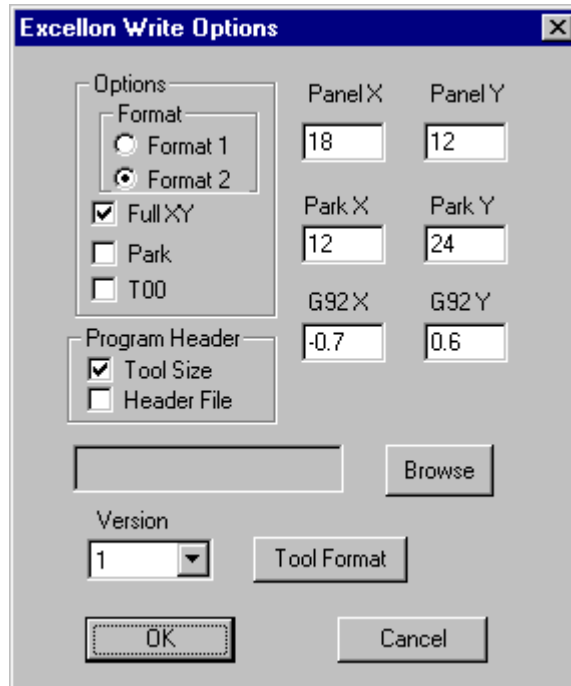 Excellon Write Options
Options
Format
Format 1
Format 2
Full XY
Park
T00
Panel X
Panel Y
18
12
Park X
Park Y
12
24
G92 X
G92 Y
-0.7
0.6
Program Header
Tool Size
Header File
Browse
Version
1
Tool Format
OK
Cancel